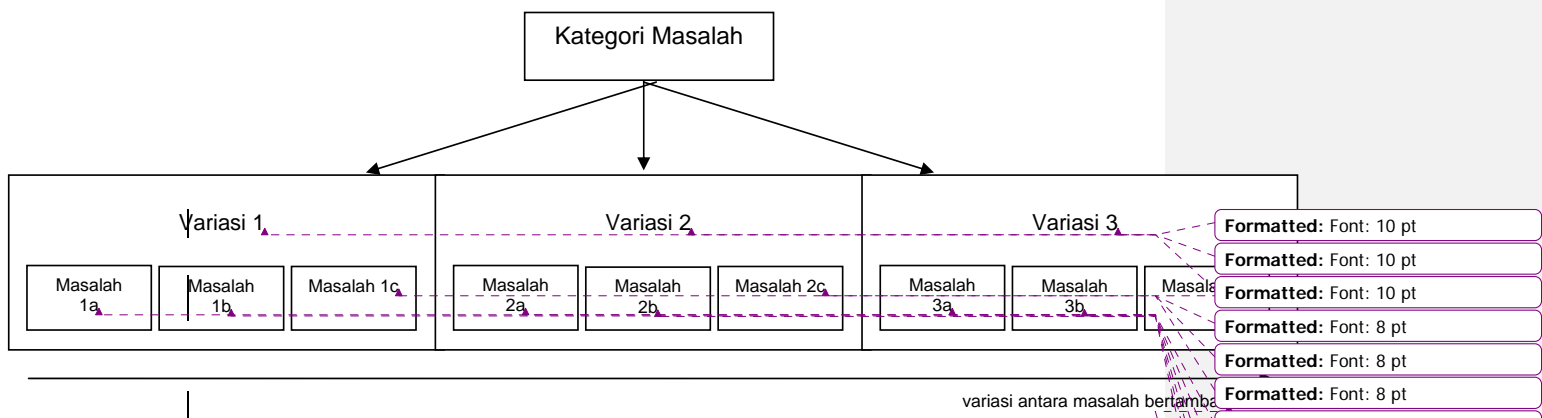 Kategori Masalah
Variasi 1
Variasi 2
Variasi 3
Masalah
1a
Masalah
1b
Masalah 1c
Masalah
2a
Masalah
2b
Masalah 2c
Masalah
3a
Masalah
3b
Formatted: Font: 10 pt
Formatted: Font: 10 pt
Formatted: Font: 10 pt
Formatted: Font: 8 pt
Formatted: Font: 8 pt
Formatted: Font: 8 pt
variasi antara masalah